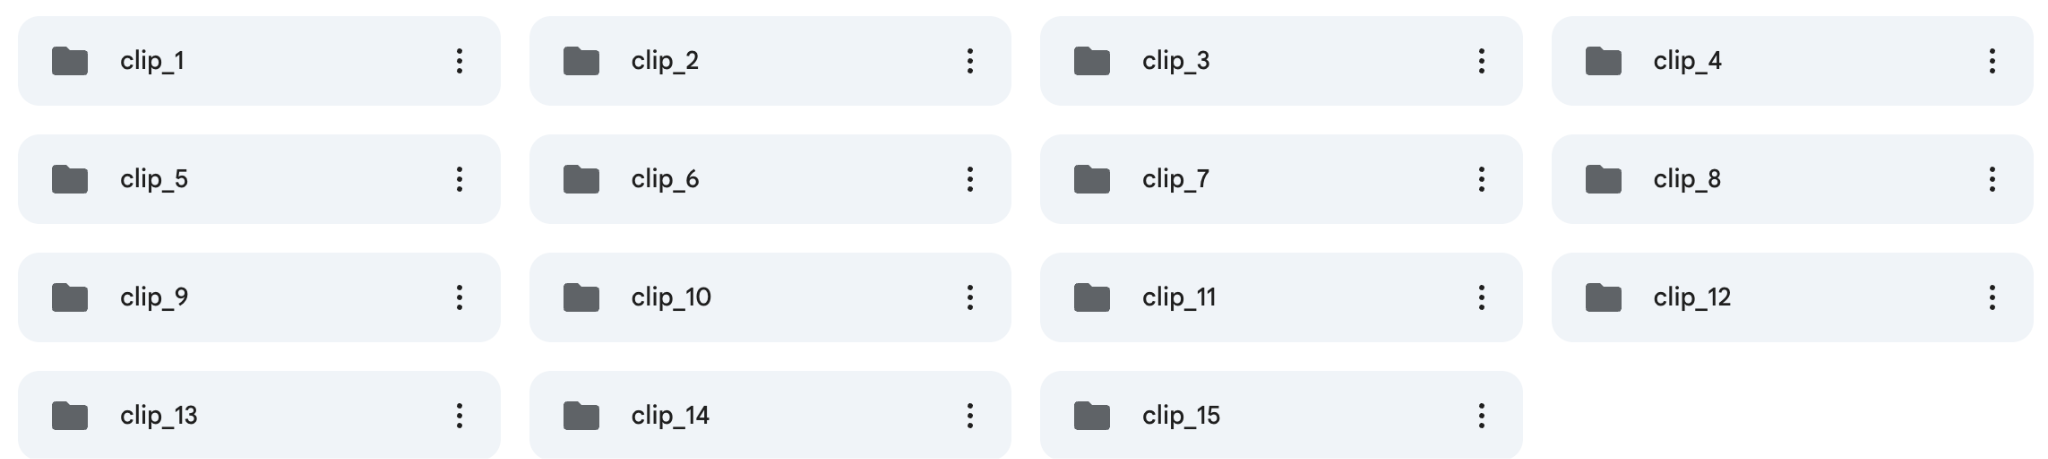 clip_1 clip_2 clip_3 clip_4
clip_5 clip_6 clip_7 clip_8
clip_9 clip_10 clip_11 clip_12
clip_13 clip_14 clip_15